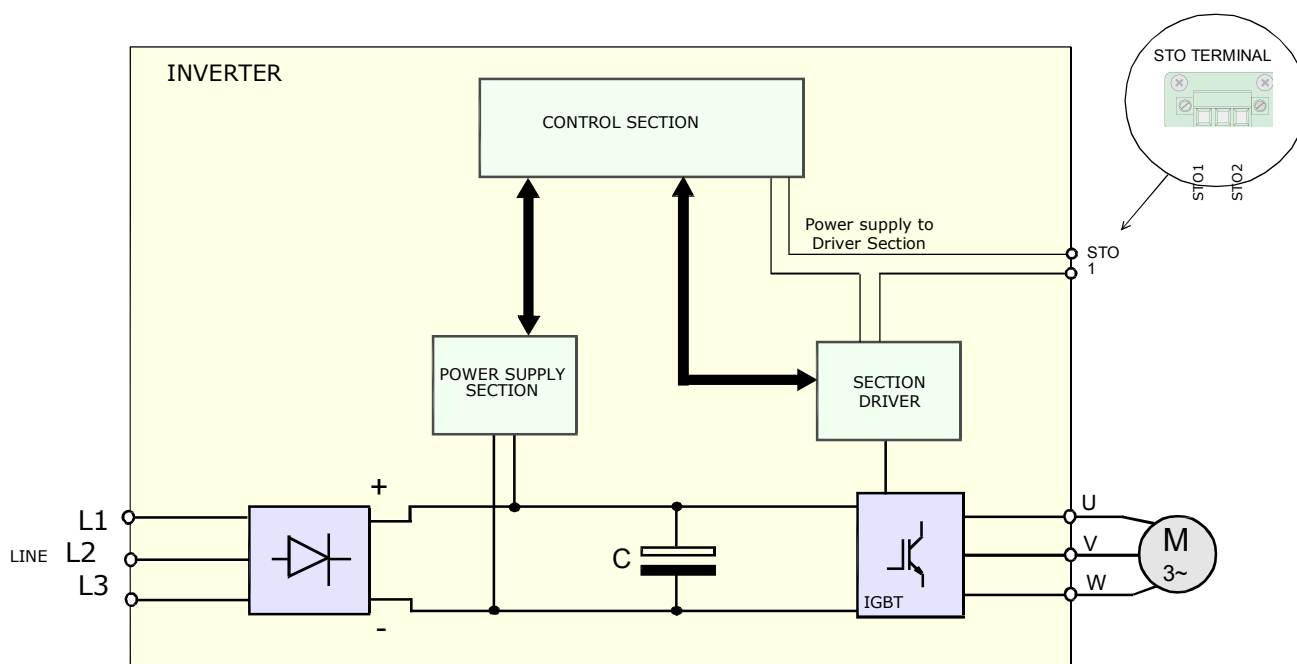 INVERTER
STO TERMINAL
STO1
STO2
CONTROL SECTION
Power supply to
Driver Section
STO
1
POWER SUPPLY
SECTION
SECTION
DRIVER
+
-
L1
LINE L2
L3
C
IGBT
U
V
W
M
3~